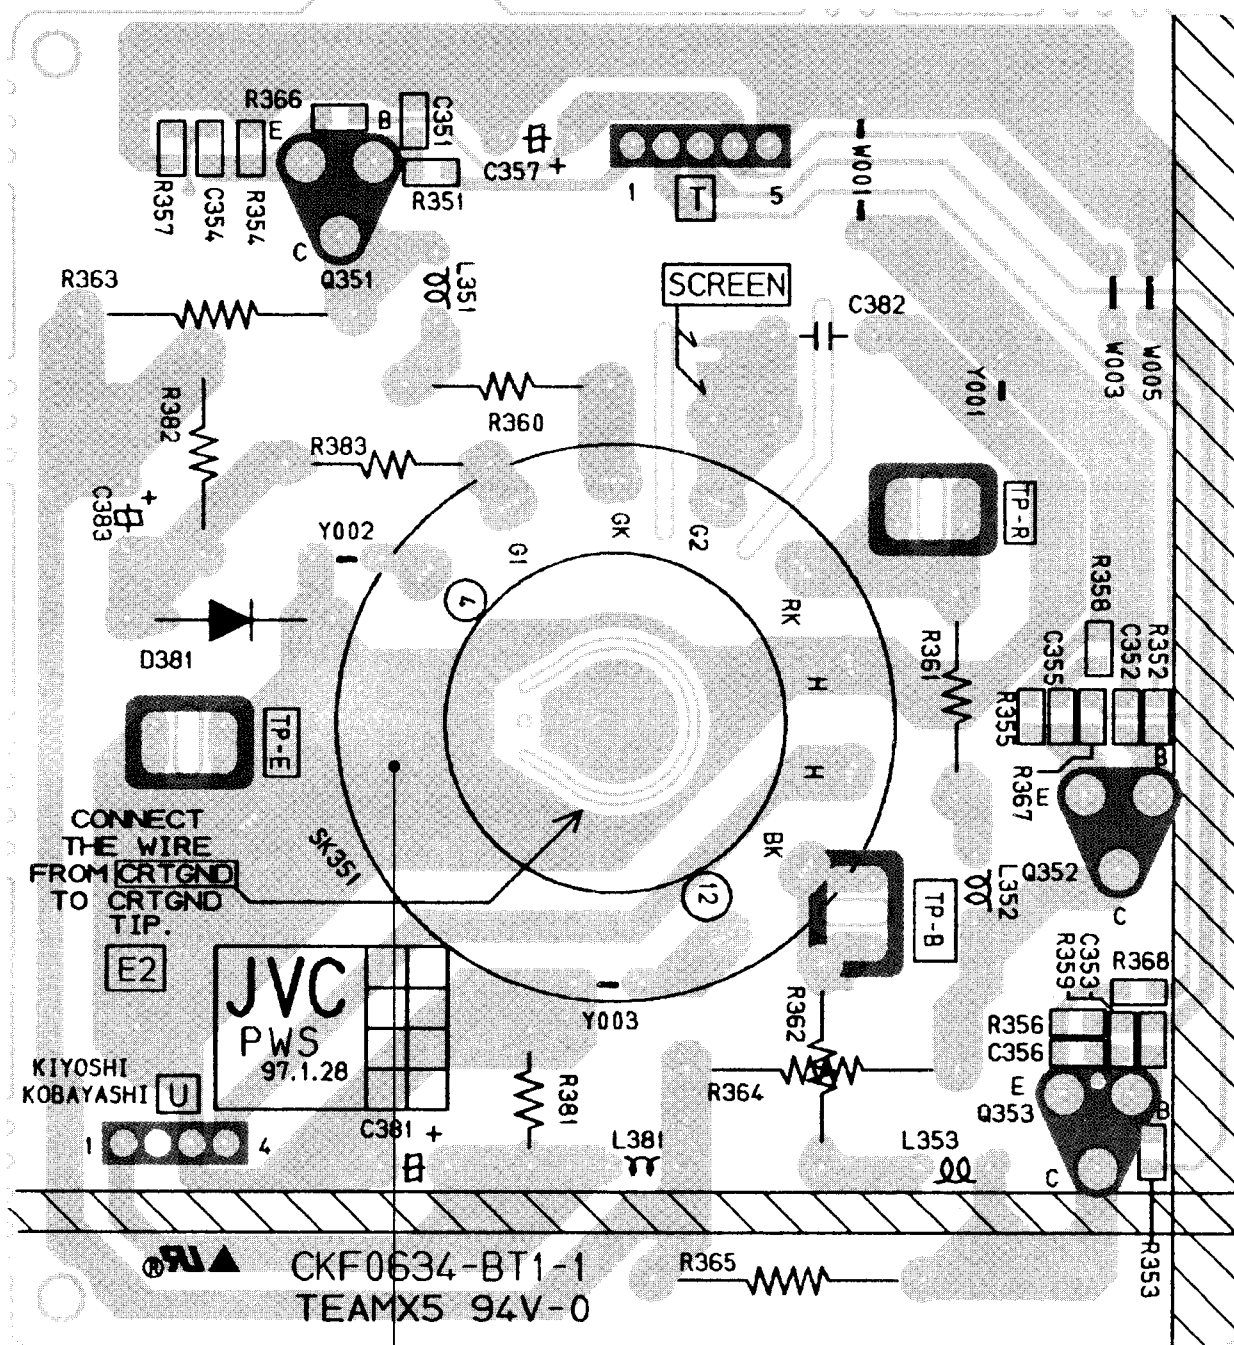 R366
E
B
C351
C357 +
R357
C354
R354
R351
1
T
5
W001
C
Q351
L351
R363
SCREEN
C382
W003
W005
Y001
R382
R360
R383
C383
+
Y002
G1
GK
G2
TP-R
4
RK
R358
D381
R361
C355
C352
R352
R355
H
TP-E
B
R367
E
H
CONNECT
THE WIRE
FROM CRTGND
TO CRTGND
TIP.
SK351
BK
12
TP-B
L352
Q352
C
E2
JVC
PWS
97.1.28
Y003
R362
R359
C353
R368
R356
C356
KIYOSHI
KOBAYASHI
U
R364
E
Q353
B
1
4
C381 +
R381
L381
L353
C
UR
®
CKF0634-BT1-1
TEAMX5 94V-0
R365
R353